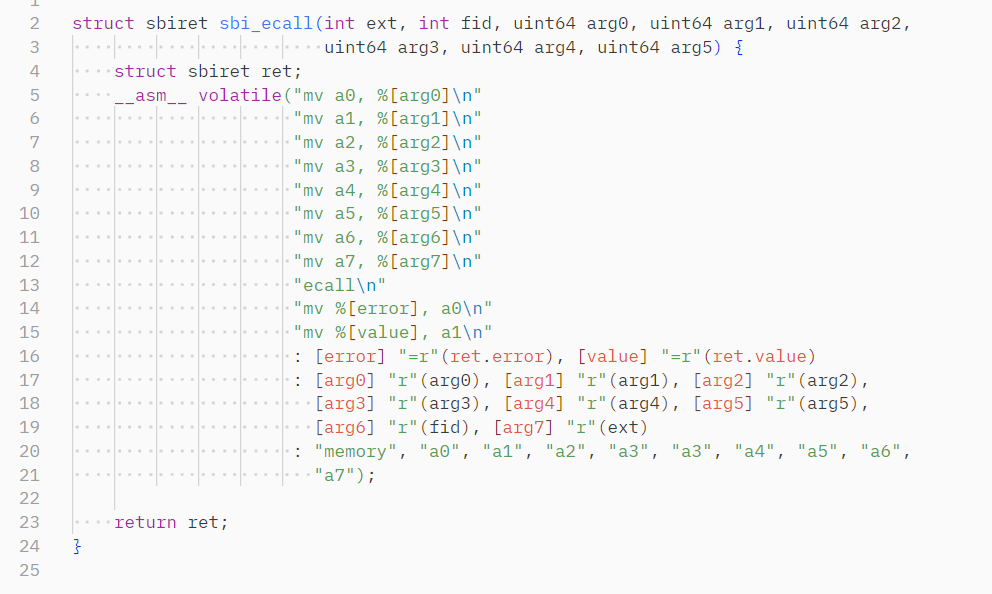 1
2 struct sbiret sbi_ecall(int ext, int fid, uint64 arg0, uint64 arg1, uint64 arg2,
3                         uint64 arg3, uint64 arg4, uint64 arg5) {
4     struct sbiret ret;
5     __asm__ volatile("mv a0, %[arg0]\n"
6                      "mv a1, %[arg1]\n"
7                      "mv a2, %[arg2]\n"
8                      "mv a3, %[arg3]\n"
9                      "mv a4, %[arg4]\n"
10                      "mv a5, %[arg5]\n"
11                      "mv a6, %[arg6]\n"
12                      "mv a7, %[arg7]\n"
13                      "ecall\n"
14                      "mv %[error], a0\n"
15                      "mv %[value], a1\n"
16                      : [error] "=r"(ret.error), [value] "=r"(ret.value)
17                      : [arg0] "r"(arg0), [arg1] "r"(arg1), [arg2] "r"(arg2),
18                        [arg3] "r"(arg3), [arg4] "r"(arg4), [arg5] "r"(arg5),
19                        [arg6] "r"(fid), [arg7] "r"(ext)
20                      : "memory", "a0", "a1", "a2", "a3", "a3", "a4", "a5", "a6",
21                        "a7");
22
23     return ret;
24 }
25